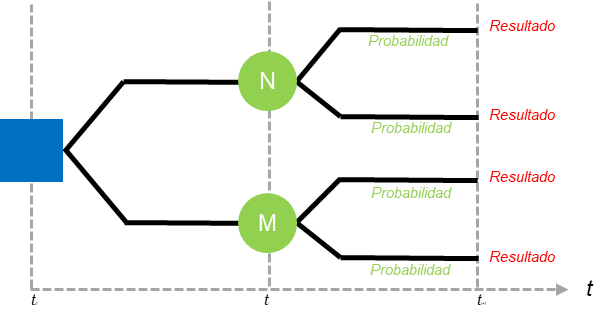 Resultado
Probabilidad
N
Resultado
Probabilidad
Resultado
Probabilidad
M
Resultado
Probabilidad
t
t
t
t